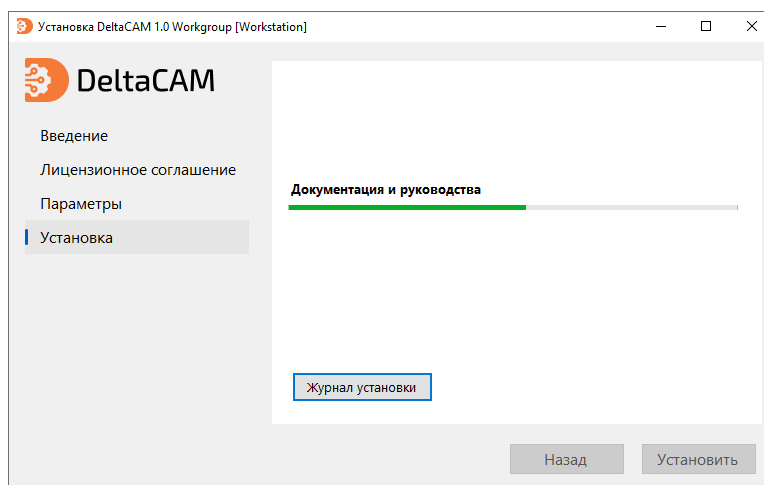 Установка DeltaCAM 1.0 Workgroup [Workstation]
DeltaCAM
Введение
Лицензионное соглашение
Параметры
Установка
Документация и руководства
Журнал установки
Назад
Установить